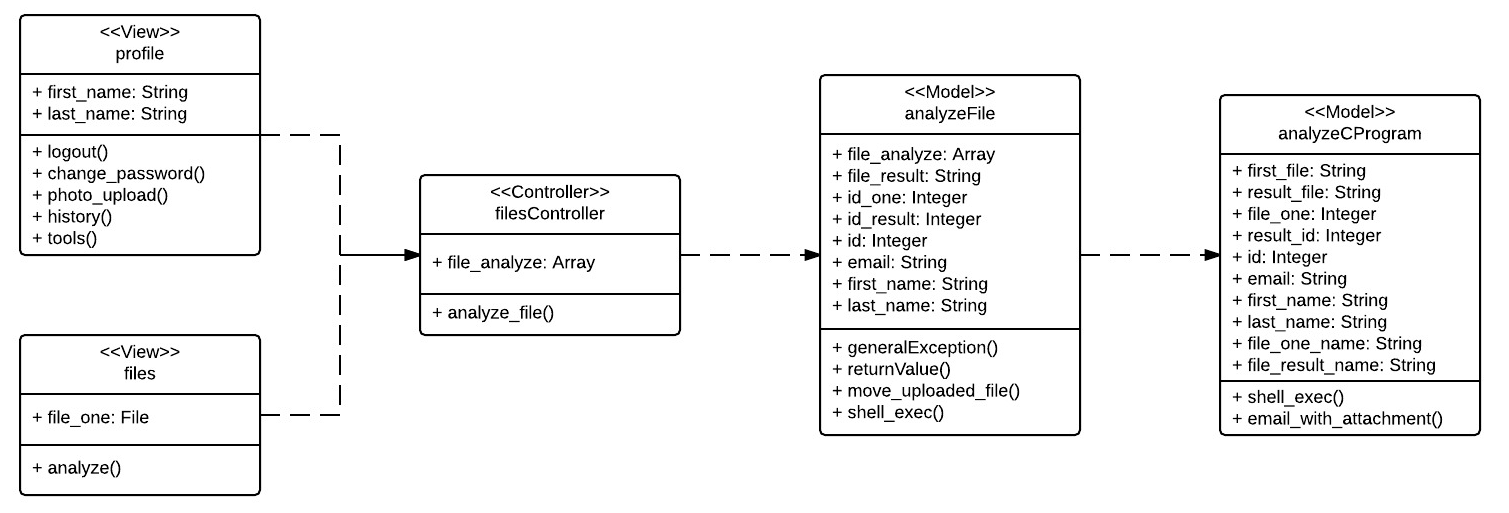 <<View>>
profile
+ first_name: String
+ last_name: String
+ logout()
+ change_password()
+ photo_upload()
+ history()
+ tools()
<<View>>
files
+ file_one: File
+ analyze()
<<Controller>>
filesController
+ file_analyze: Array
+ analyze_file()
<<Model>>
analyzeFile
+ file_analyze: Array
+ file_result: String
+ id_one: Integer
+ id_result: Integer
+ id: Integer
+ email: String
+ first_name: String
+ last_name: String
+ generalException()
+ returnValue()
+ move_uploaded_file()
+ shell_exec()
<<Model>>
analyzeCProgram
+ first_file: String
+ result_file: String
+ file_one: Integer
+ result_id: Integer
+ id: Integer
+ email: String
+ first_name: String
+ last_name: String
+ file_one_name: String
+ file_result_name: String
+ shell_exec()
+ email_with_attachment()